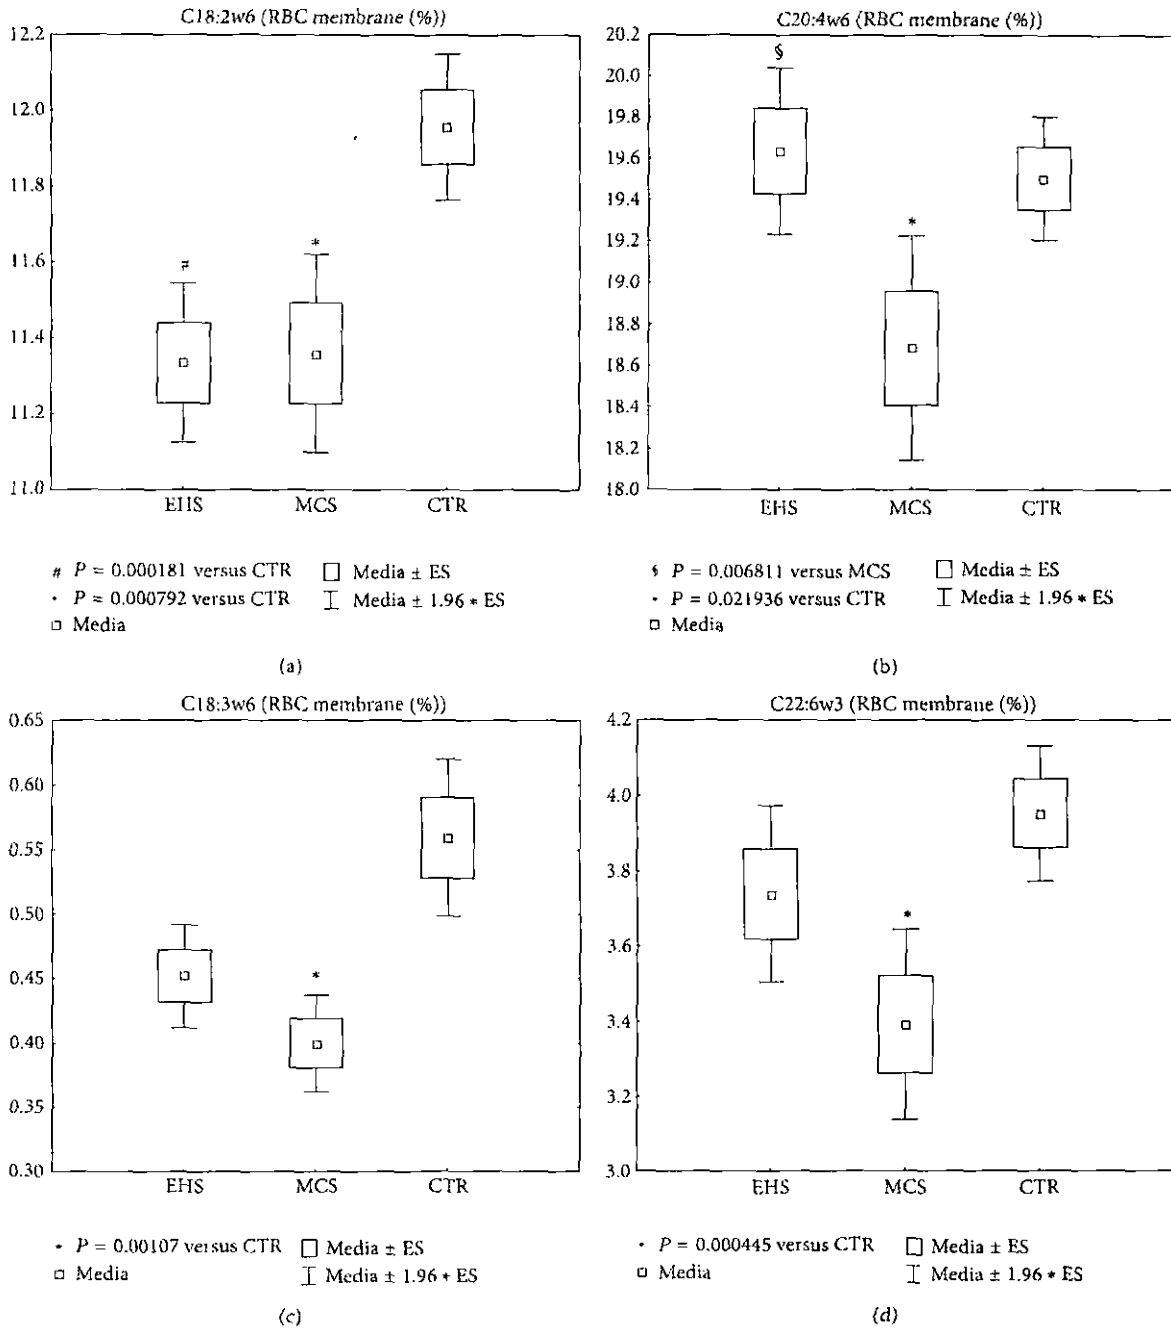 C18:2w6 (RBC membrane (%))
12.2
12.0
11.8
11.6
11.4
11.2
11.0
#
*
EHS MCS CTR
# P = 0.000181 versus CTR Media ± ES
* P = 0.000792 versus CTR Media ± 1.96 * ES
Media
(a)
C20:4w6 (RBC membrane (%))
20.2
20.0
19.8
19.6
19.4
19.2
19.0
18.8
18.6
18.4
18.2
18.0
§
*
EHS MCS CTR
§ P = 0.006811 versus MCS Media ± ES
* P = 0.021936 versus CTR Media ± 1.96 * ES
Media
(b)
C18:3w6 (RBC membrane (%))
0.65
0.60
0.55
0.50
0.45
0.40
0.35
0.30
*
EHS MCS CTR
* P = 0.00107 versus CTR Media ± ES
Media Media ± 1.96 * ES
(c)
C22:6w3 (RBC membrane (%))
4.2
4.0
3.8
3.6
3.4
3.2
3.0
*
EHS MCS CTR
* P = 0.000445 versus CTR Media ± ES
Media Media ± 1.96 * ES
(d)